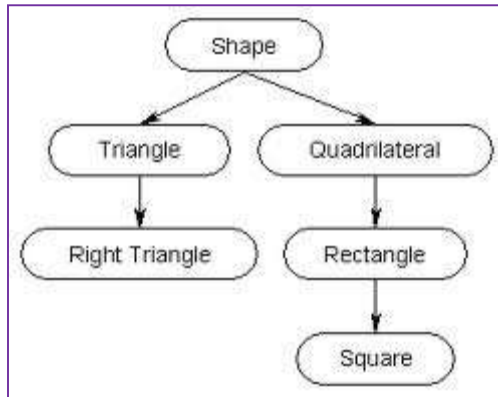 Shape
Triangle
Quadrilateral
Right Triangle
Rectangle
Square